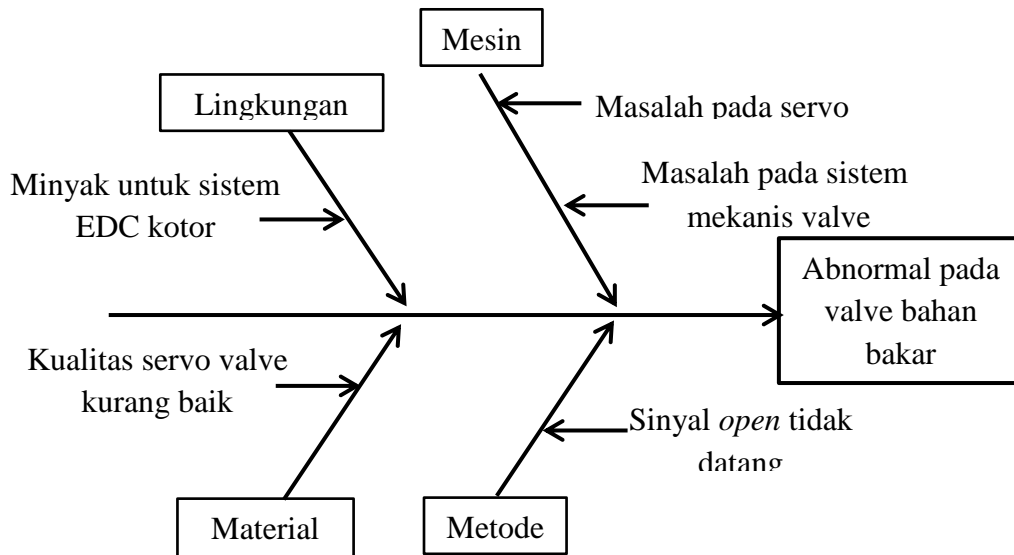 Mesin
Lingkungan
Masalah pada servo
Minyak untuk sistem
EDC kotor
Masalah pada sistem
mekanis valve
Abnormal pada
valve bahan
bakar
Kualitas servo valve
kurang baik
Sinyal open tidak
datang
Material
Metode